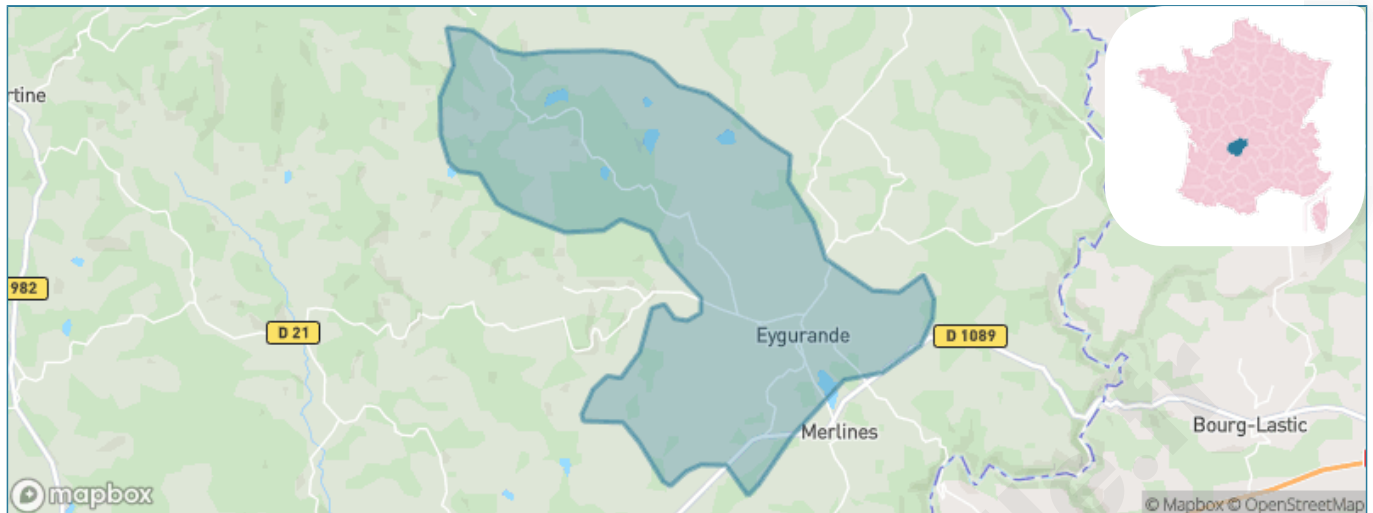 rtine
982
D 21
Eygurande
D 1089
Merlines
Bourg-Lastic
mapbox
© Mapbox © OpenStreetMap